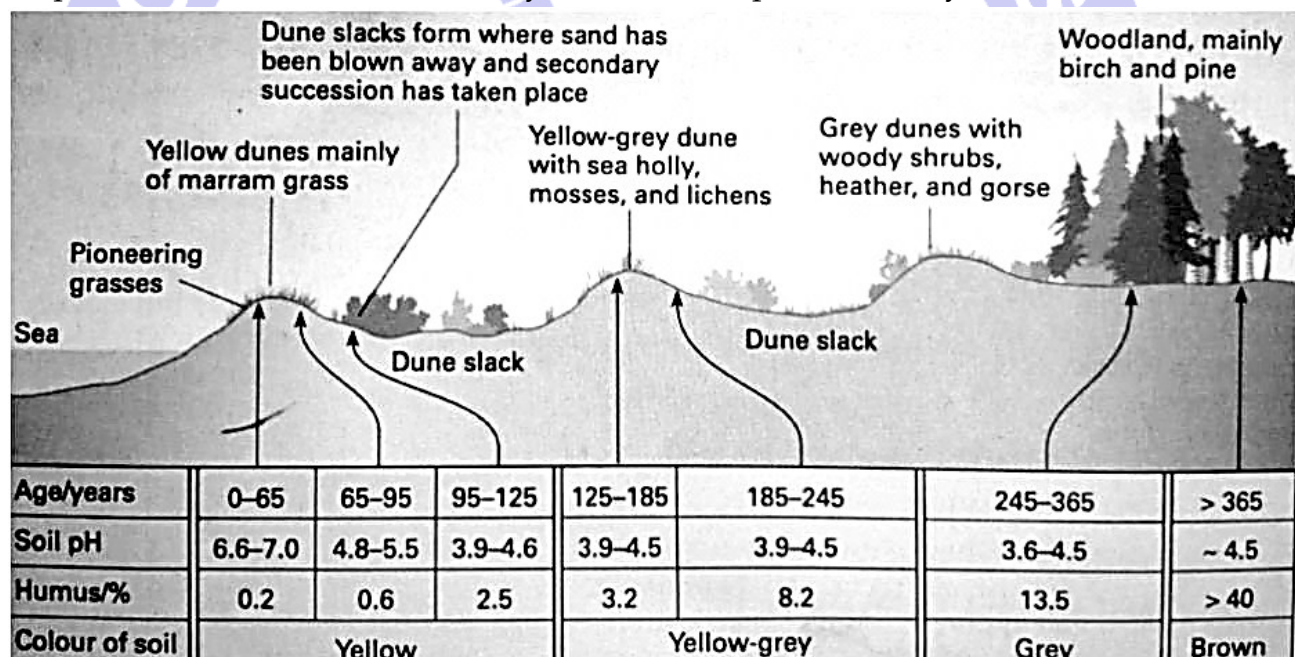 Dune slacks form where sand has
been blown away and secondary
succession has taken place
Woodland, mainly
birch and pine
Yellow dunes mainly
of marram grass
Yellow-grey dune
with sea holly,
mosses, and lichens
Grey dunes with
woody shrubs,
heather, and gorse
Pioneering
grasses
Sea
Dune slack
Dune slack
Age/years 0–65 65–95 95–125 125–185 185–245 245–365 > 365
Soil pH 6.6–7.0 4.8–5.5 3.9–4.6 3.9–4.5 3.9–4.5 3.6–4.5 ~ 4.5
Humus/% 0.2 0.6 2.5 3.2 8.2 13.5 > 40
Colour of soil Yellow Yellow-grey Grey Brown